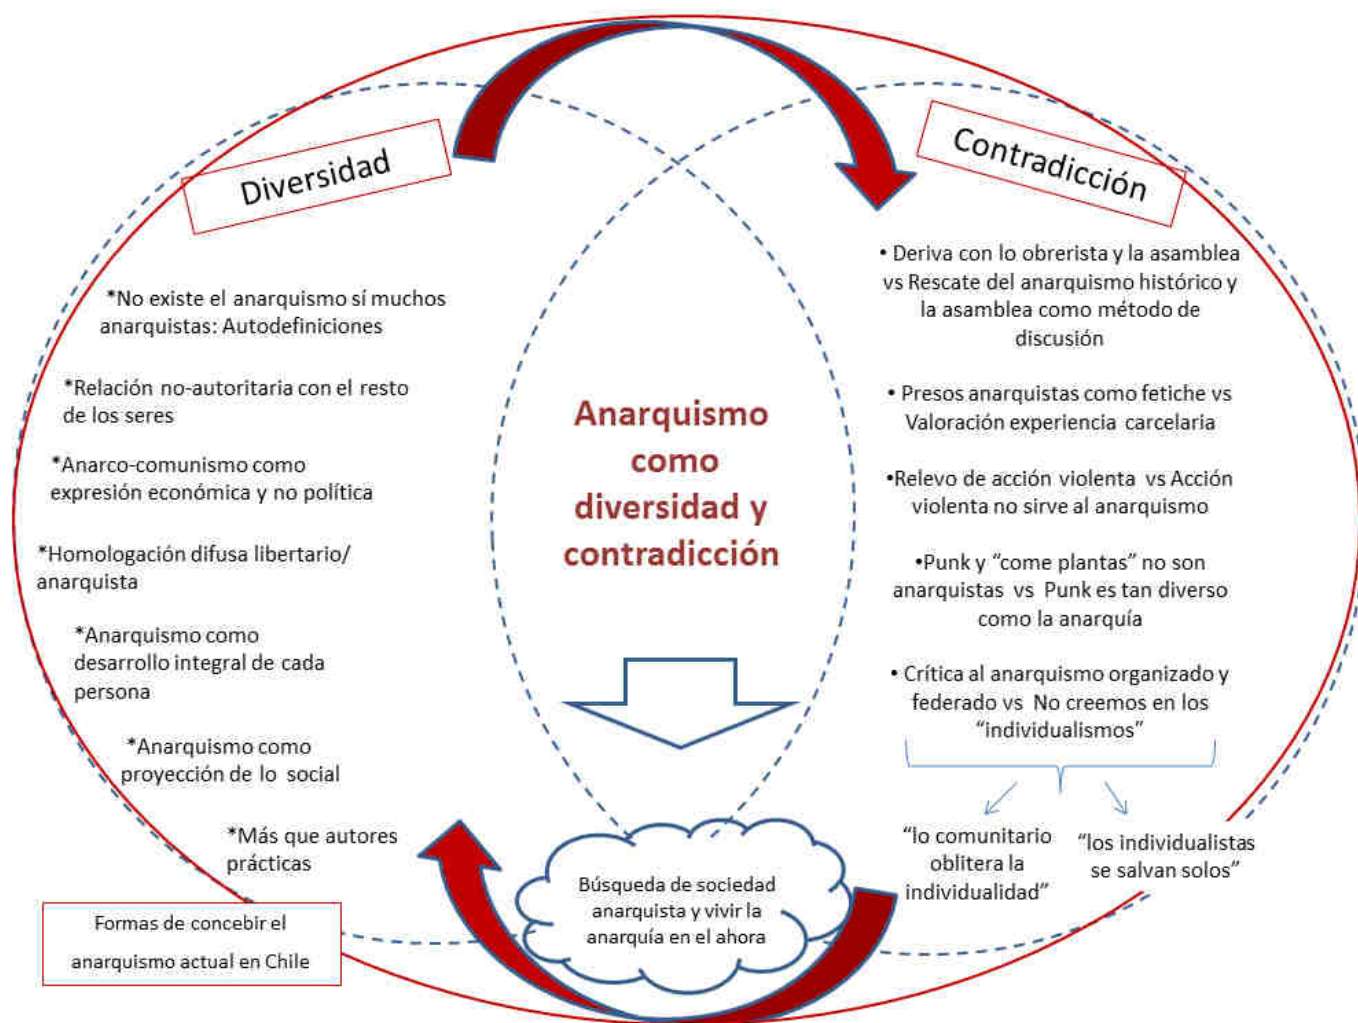 Diversidad
*No existe el anarquismo sí muchos
anarquistas: Autodefiniciones
*Relación no-autoritaria con el resto
de los seres
*Anarco-comunismo como
expresión económica y no política
*Homologación difusa libertario/
anarquista
*Anarquismo como
desarrollo integral de cada
persona
*Anarquismo como
proyección de lo social
*Más que autores
prácticas
Formas de concebir el
anarquismo actual en Chile
Anarquismo
como
diversidad y
contradicción
Búsqueda de sociedad
anarquista y vivir la
anarquía en el ahora
Contradicción
• Deriva con lo obrerista y la asamblea
vs Rescate del anarquismo histórico y
la asamblea como método de
discusión
• Presos anarquistas como fetiche vs
Valoración experiencia carcelaria
•Relevo de acción violenta vs Acción
violenta no sirve al anarquismo
•Punk y “come plantas” no son
anarquistas vs Punk es tan diverso
como la anarquía
• Crítica al anarquismo organizado y
federado vs No creemos en los
“individualismos”
“lo comunitario
oblitera la
individualidad”
“los individualistas
se salvan solos”